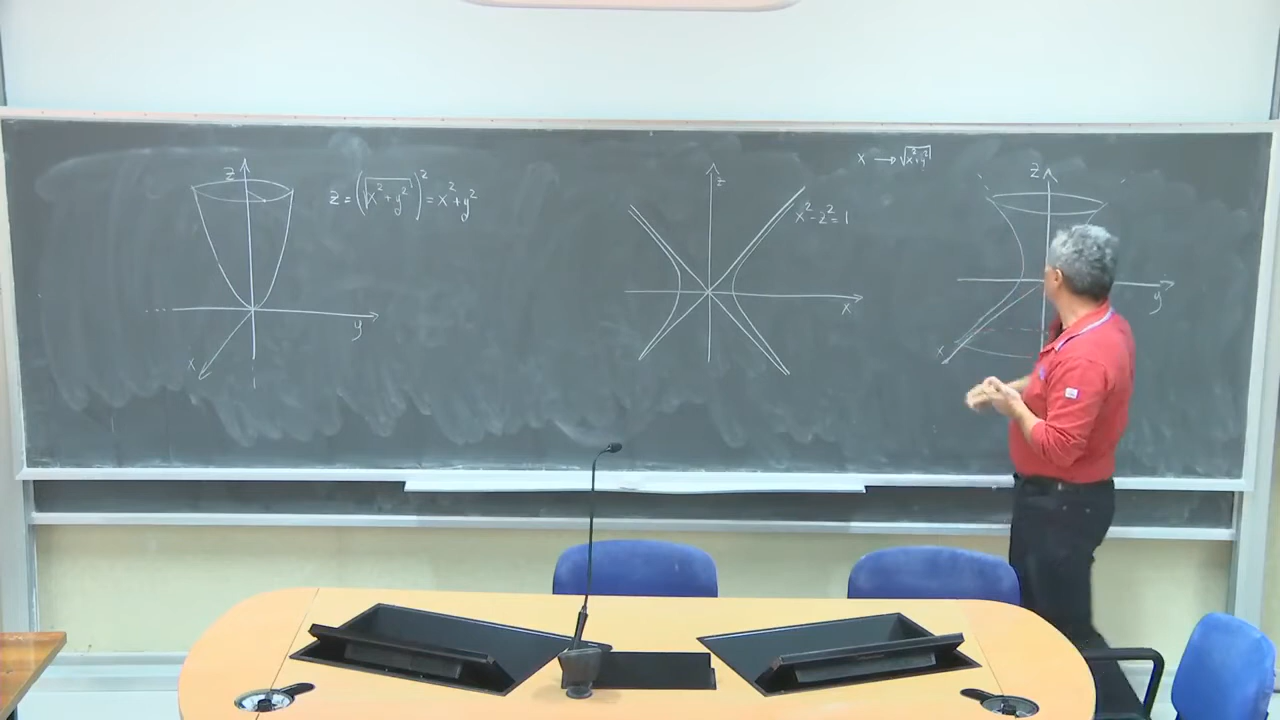 z
z = (√(x²+y²))² = x²+y²
y
x
z
x²-z²=1
x
x → √(x²+y²)
z
y
x